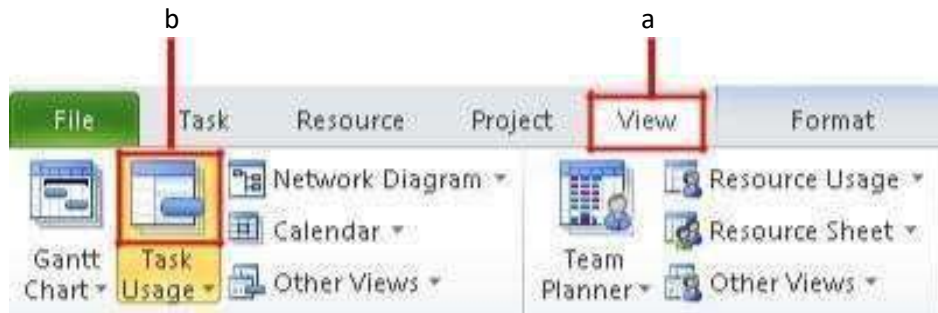 b a
File Task Resource Project View Format
Network Diagram Resource Usage
Calendar Resource Sheet
Gantt Chart Task Usage Other Views Team Planner Other Views